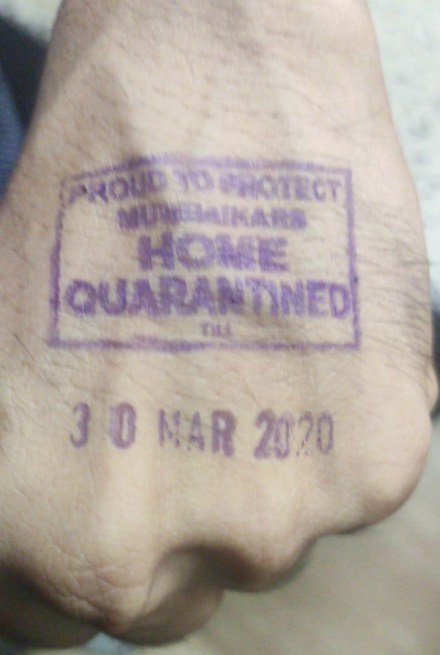 PROUD TO PROTECT
MUMBAIKARS
HOME
QUARANTINED
TILL
30 MAR 2020